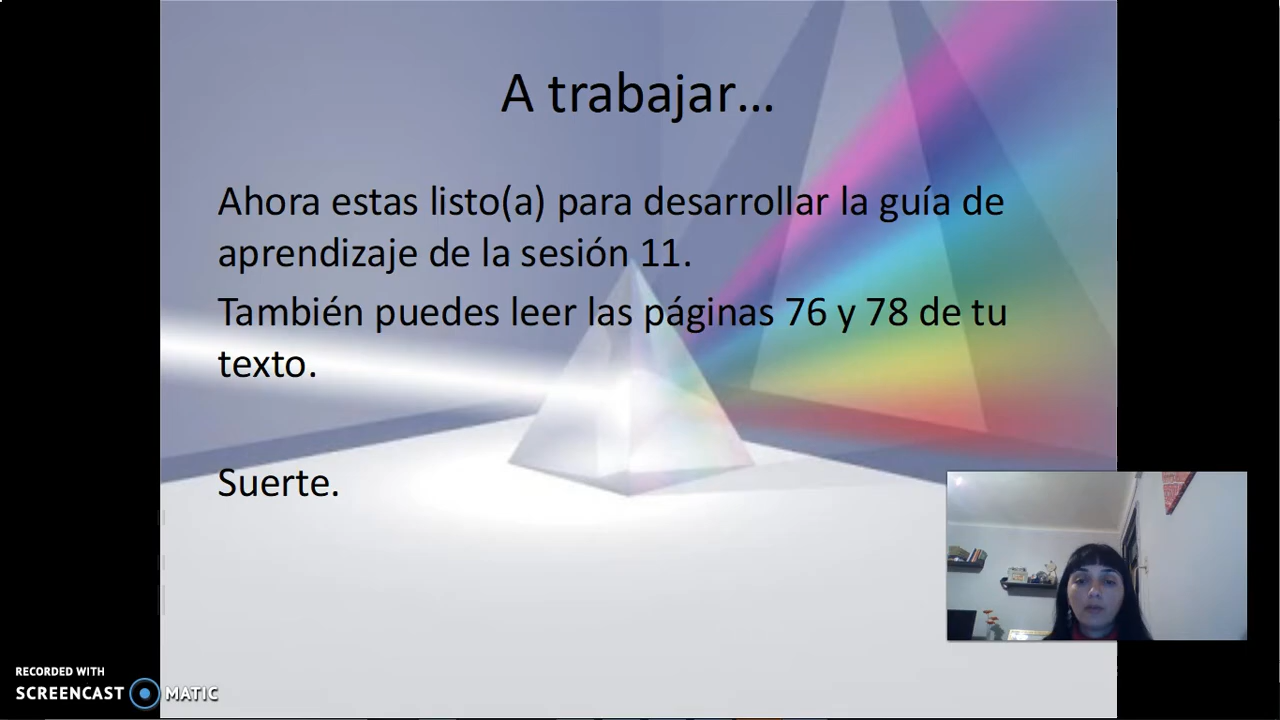 A trabajar...
Ahora estas listo(a) para desarrollar la guía de
aprendizaje de la sesión 11.
También puedes leer las páginas 76 y 78 de tu
texto.
Suerte.
RECORDED WITH
SCREENCAST MATIC